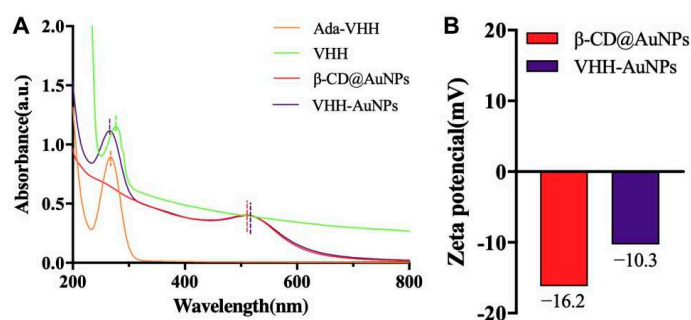 A
Absorbance(a.u.)
2.0
1.5
1.0
0.5
0.0
200
400
600
800
Wavelength(nm)
Ada-VHH
VHH
β-CD@AuNPs
VHH-AuNPs
B
Zeta potencial(mV)
20
10
0
-10
-20
β-CD@AuNPs
VHH-AuNPs
−16.2
−10.3